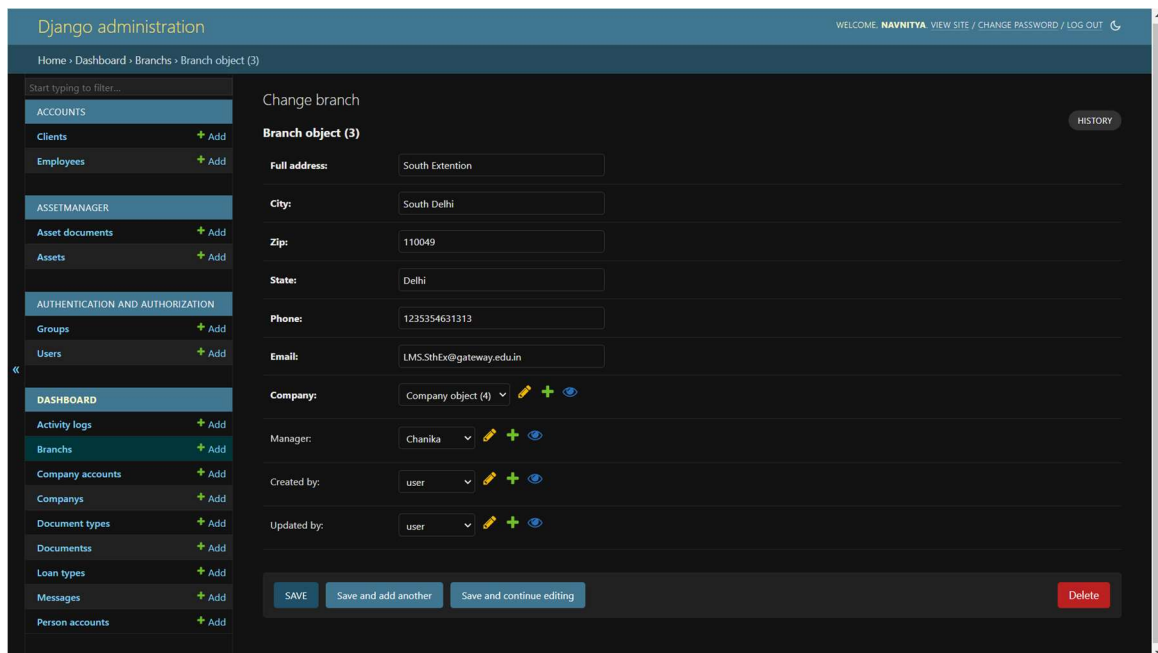 Django administration
WELCOME, NAVNITYA. VIEW SITE / CHANGE PASSWORD / LOG OUT
Home › Dashboard › Branchs › Branch object (3)
Start typing to filter...
ACCOUNTS
Clients + Add
Employees + Add
ASSETMANAGER
Asset documents + Add
Assets + Add
AUTHENTICATION AND AUTHORIZATION
Groups + Add
Users + Add
«
DASHBOARD
Activity logs + Add
Branchs + Add
Company accounts + Add
Companys + Add
Document types + Add
Documentss + Add
Loan types + Add
Messages + Add
Person accounts + Add
Change branch
HISTORY
Branch object (3)
Full address: South Extention
City: South Delhi
Zip: 110049
State: Delhi
Phone: 1235354631313
Email: LMS.SthEx@gateway.edu.in
Company: Company object (4)
Manager: Chanika
Created by: user
Updated by: user
SAVE Save and add another Save and continue editing Delete